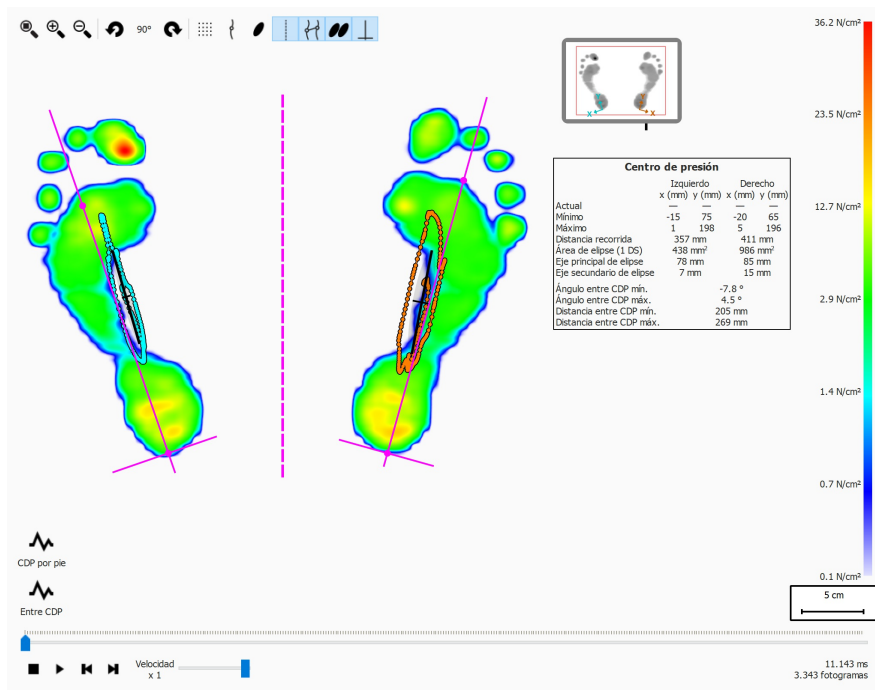 90°
36.2 N/cm²
23.5 N/cm²
12.7 N/cm²
2.9 N/cm²
1.4 N/cm²
0.7 N/cm²
0.1 N/cm²
x x
Centro de presión
Izquierdo Derecho
x (mm) y (mm) x (mm) y (mm)
Actual — — — —
Mínimo -15 75 -20 65
Máximo 1 198 5 196
Distancia recorrida 357 mm 411 mm
Área de elipse (1 DS) 438 mm² 986 mm²
Eje principal de elipse 78 mm 85 mm
Eje secundario de elipse 7 mm 15 mm
Ángulo entre CDP mín. -7.8 °
Ángulo entre CDP máx. 4.5 °
Distancia entre CDP mín. 205 mm
Distancia entre CDP máx. 269 mm
CDP por pie
Entre CDP
5 cm
Velocidad
x 1
11.143 ms
3.343 fotogramas